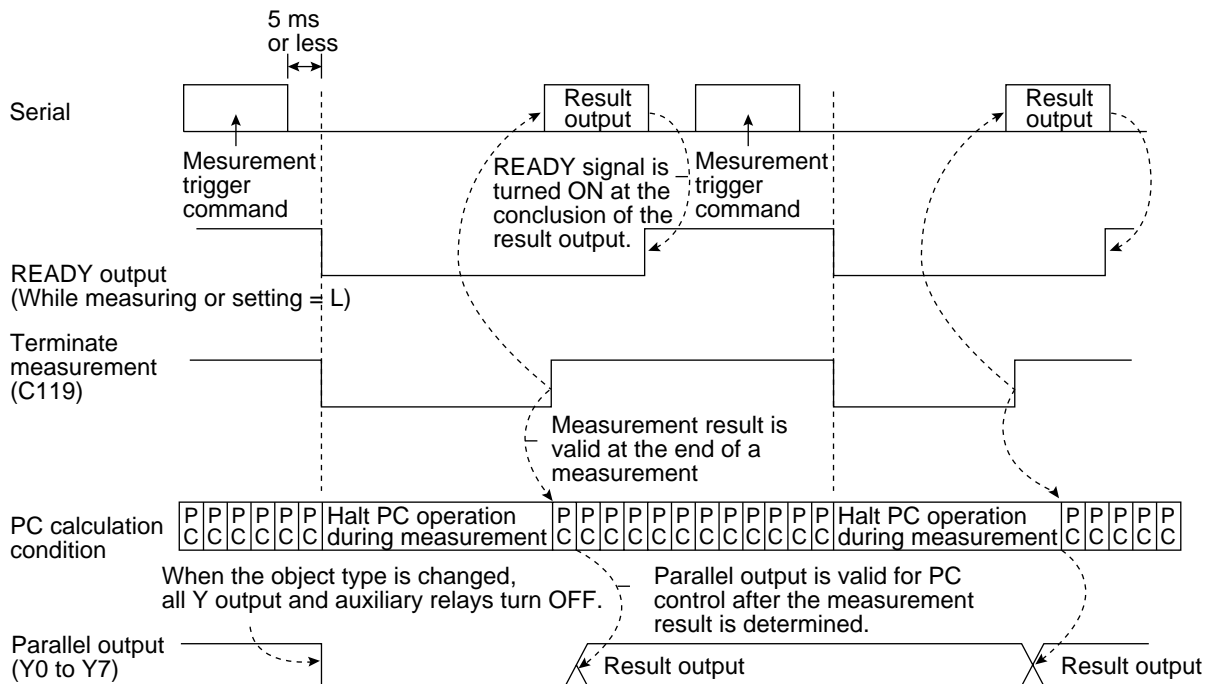 5 ms
or less
Serial
Result
output
Result
output
Mesurement
trigger
command
READY signal is
turned ON at the
conclusion of the
result output.
Mesurement
trigger
command
READY output
(While measuring or setting = L)
Terminate
measurement
(C119)
Measurement result is
valid at the end of a
measurement
PC calculation
condition
P P P P P P Halt PC operation P P P P P P P P P P P P Halt PC operation P P P P P
C C C C C C during measurement C C C C C C C C C C C C during measurement C C C C C
When the object type is changed,
all Y output and auxiliary relays turn OFF.
Parallel output is valid for PC
control after the measurement
result is determined.
Parallel output
(Y0 to Y7)
Result output
Result output